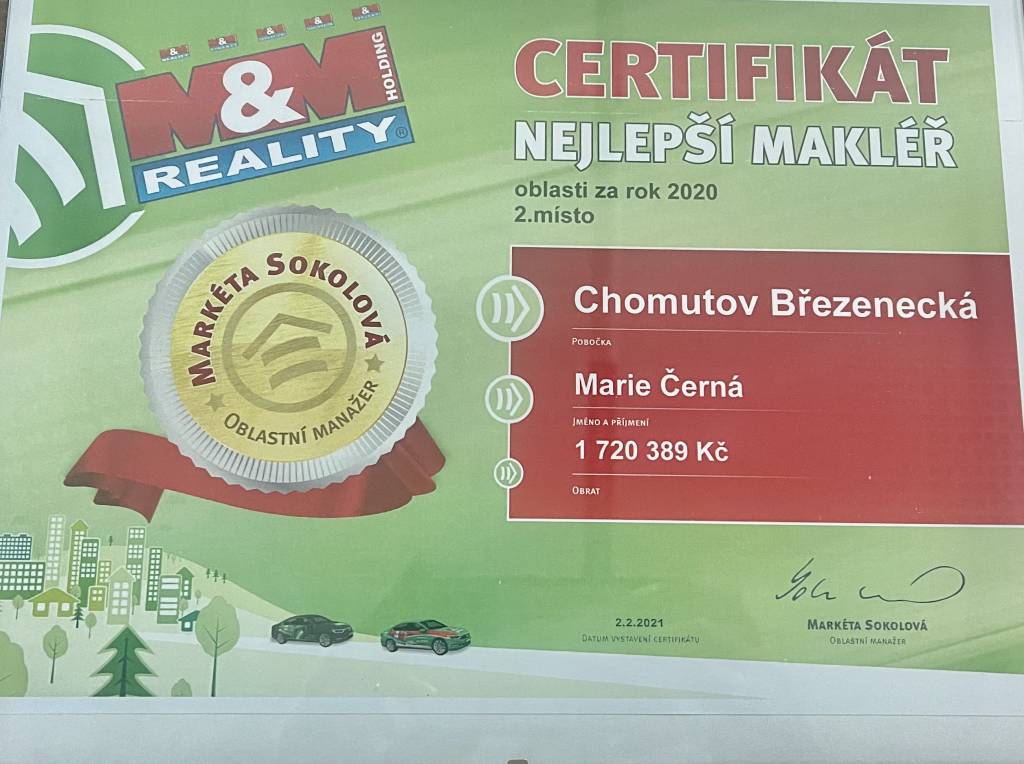 M&M
HOLDING
REALITY®
CERTIFIKÁT
NEJLEPŠÍ MAKLÉŘ
oblasti za rok 2020
2.místo
MARKÉTA SOKOLOVÁ
OBLASTNÍ MANAŽER
Chomutov Březenecká
POBOČKA
Marie Černá
JMÉNO A PŘÍJMENÍ
1 720 389 Kč
OBRAT
2.2.2021
DATUM VYSTAVENÍ CERTIFIKÁTU
MARKÉTA SOKOLOVÁ
OBLASTNÍ MANAŽER